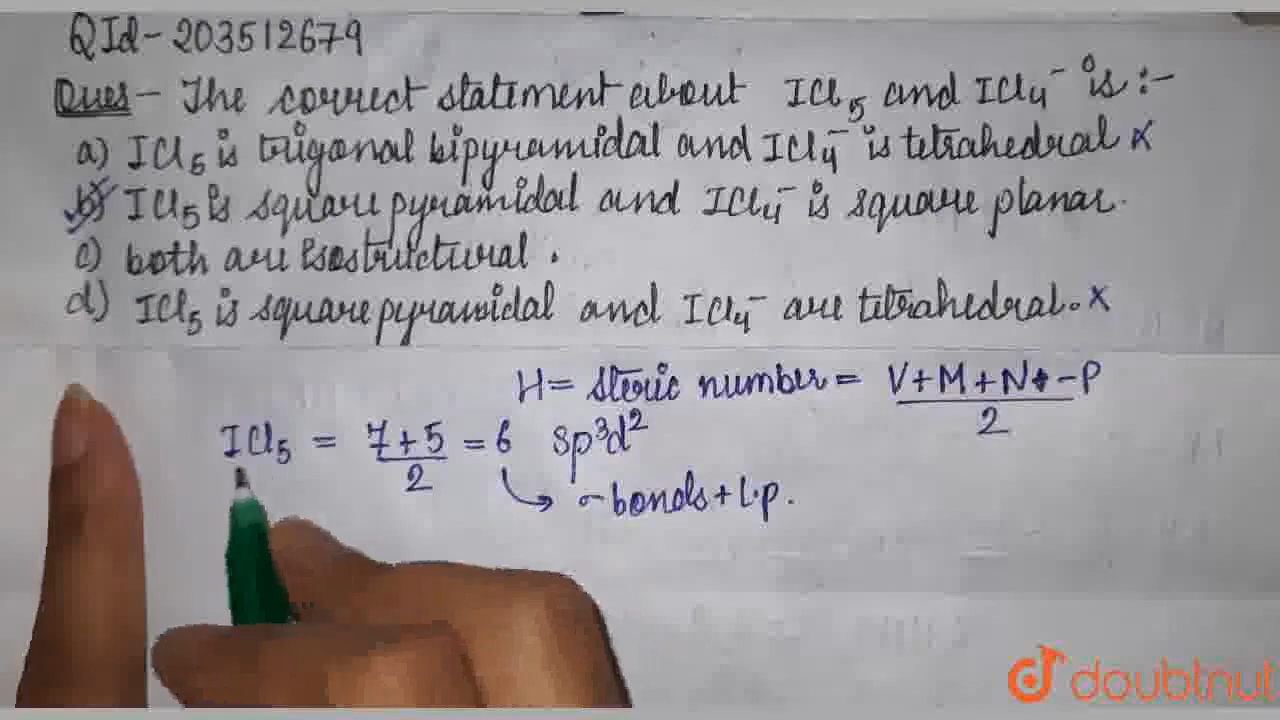 QId-203512679
Ques- The correct statement about ICl5 and ICl4- is:-
a) ICl5 is trigonal bipyramidal and ICl4- is tetrahedral x
b) ICl5 is square pyramidal and ICl4- is square planar.
c) both are isostructural.
d) ICl5 is square pyramidal and ICl4- are tetrahedral. x
H = steric number = V+M+N+-P / 2
ICl5 = 7+5 / 2 = 6 sp3d2
σ-bonds + l.p.
doubtnut